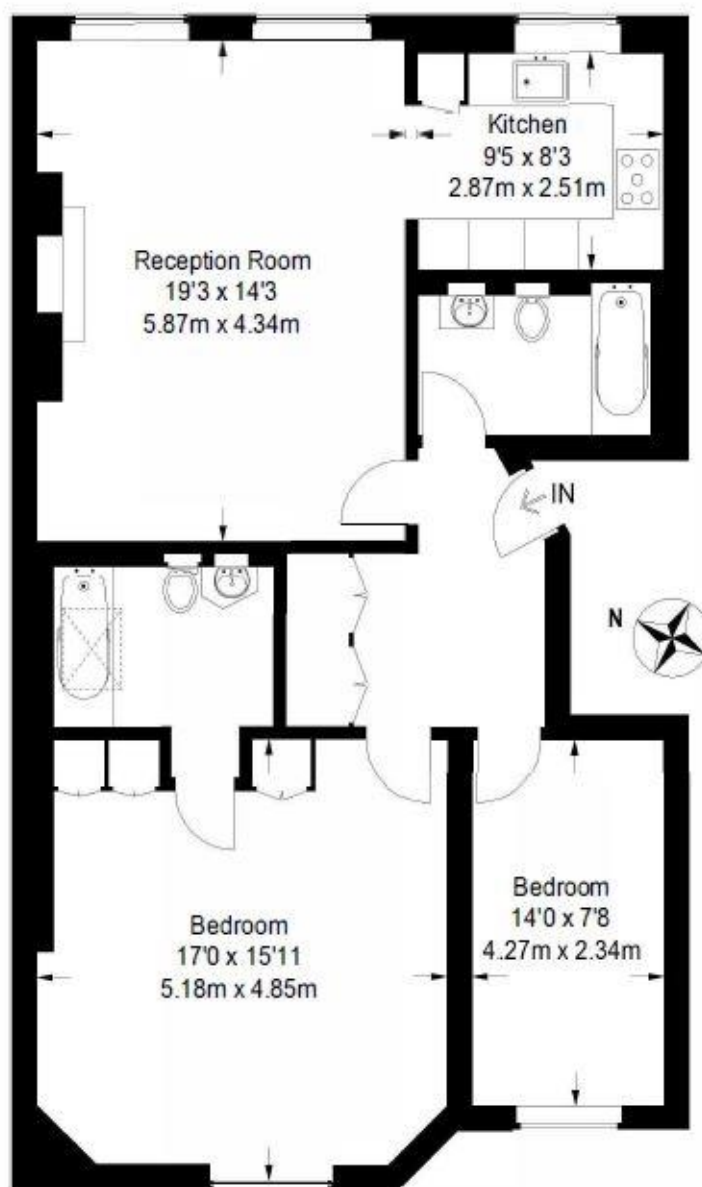 Kitchen
9'5 x 8'3
2.87m x 2.51m
Reception Room
19'3 x 14'3
5.87m x 4.34m
IN
N
Bedroom
17'0 x 15'11
5.18m x 4.85m
Bedroom
14'0 x 7'8
4.27m x 2.34m